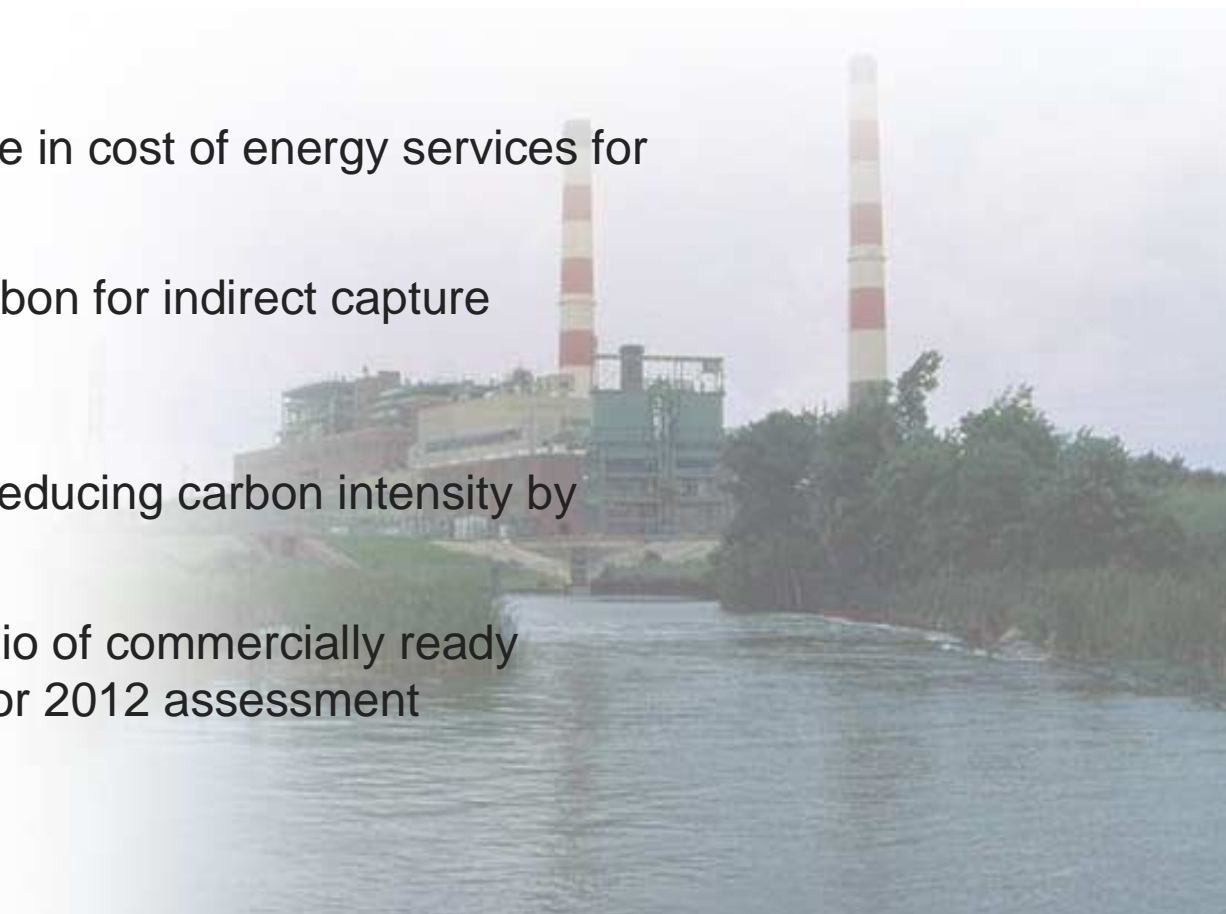 e in cost of energy services for
bon for indirect capture
educing carbon intensity by
io of commercially ready
or 2012 assessment